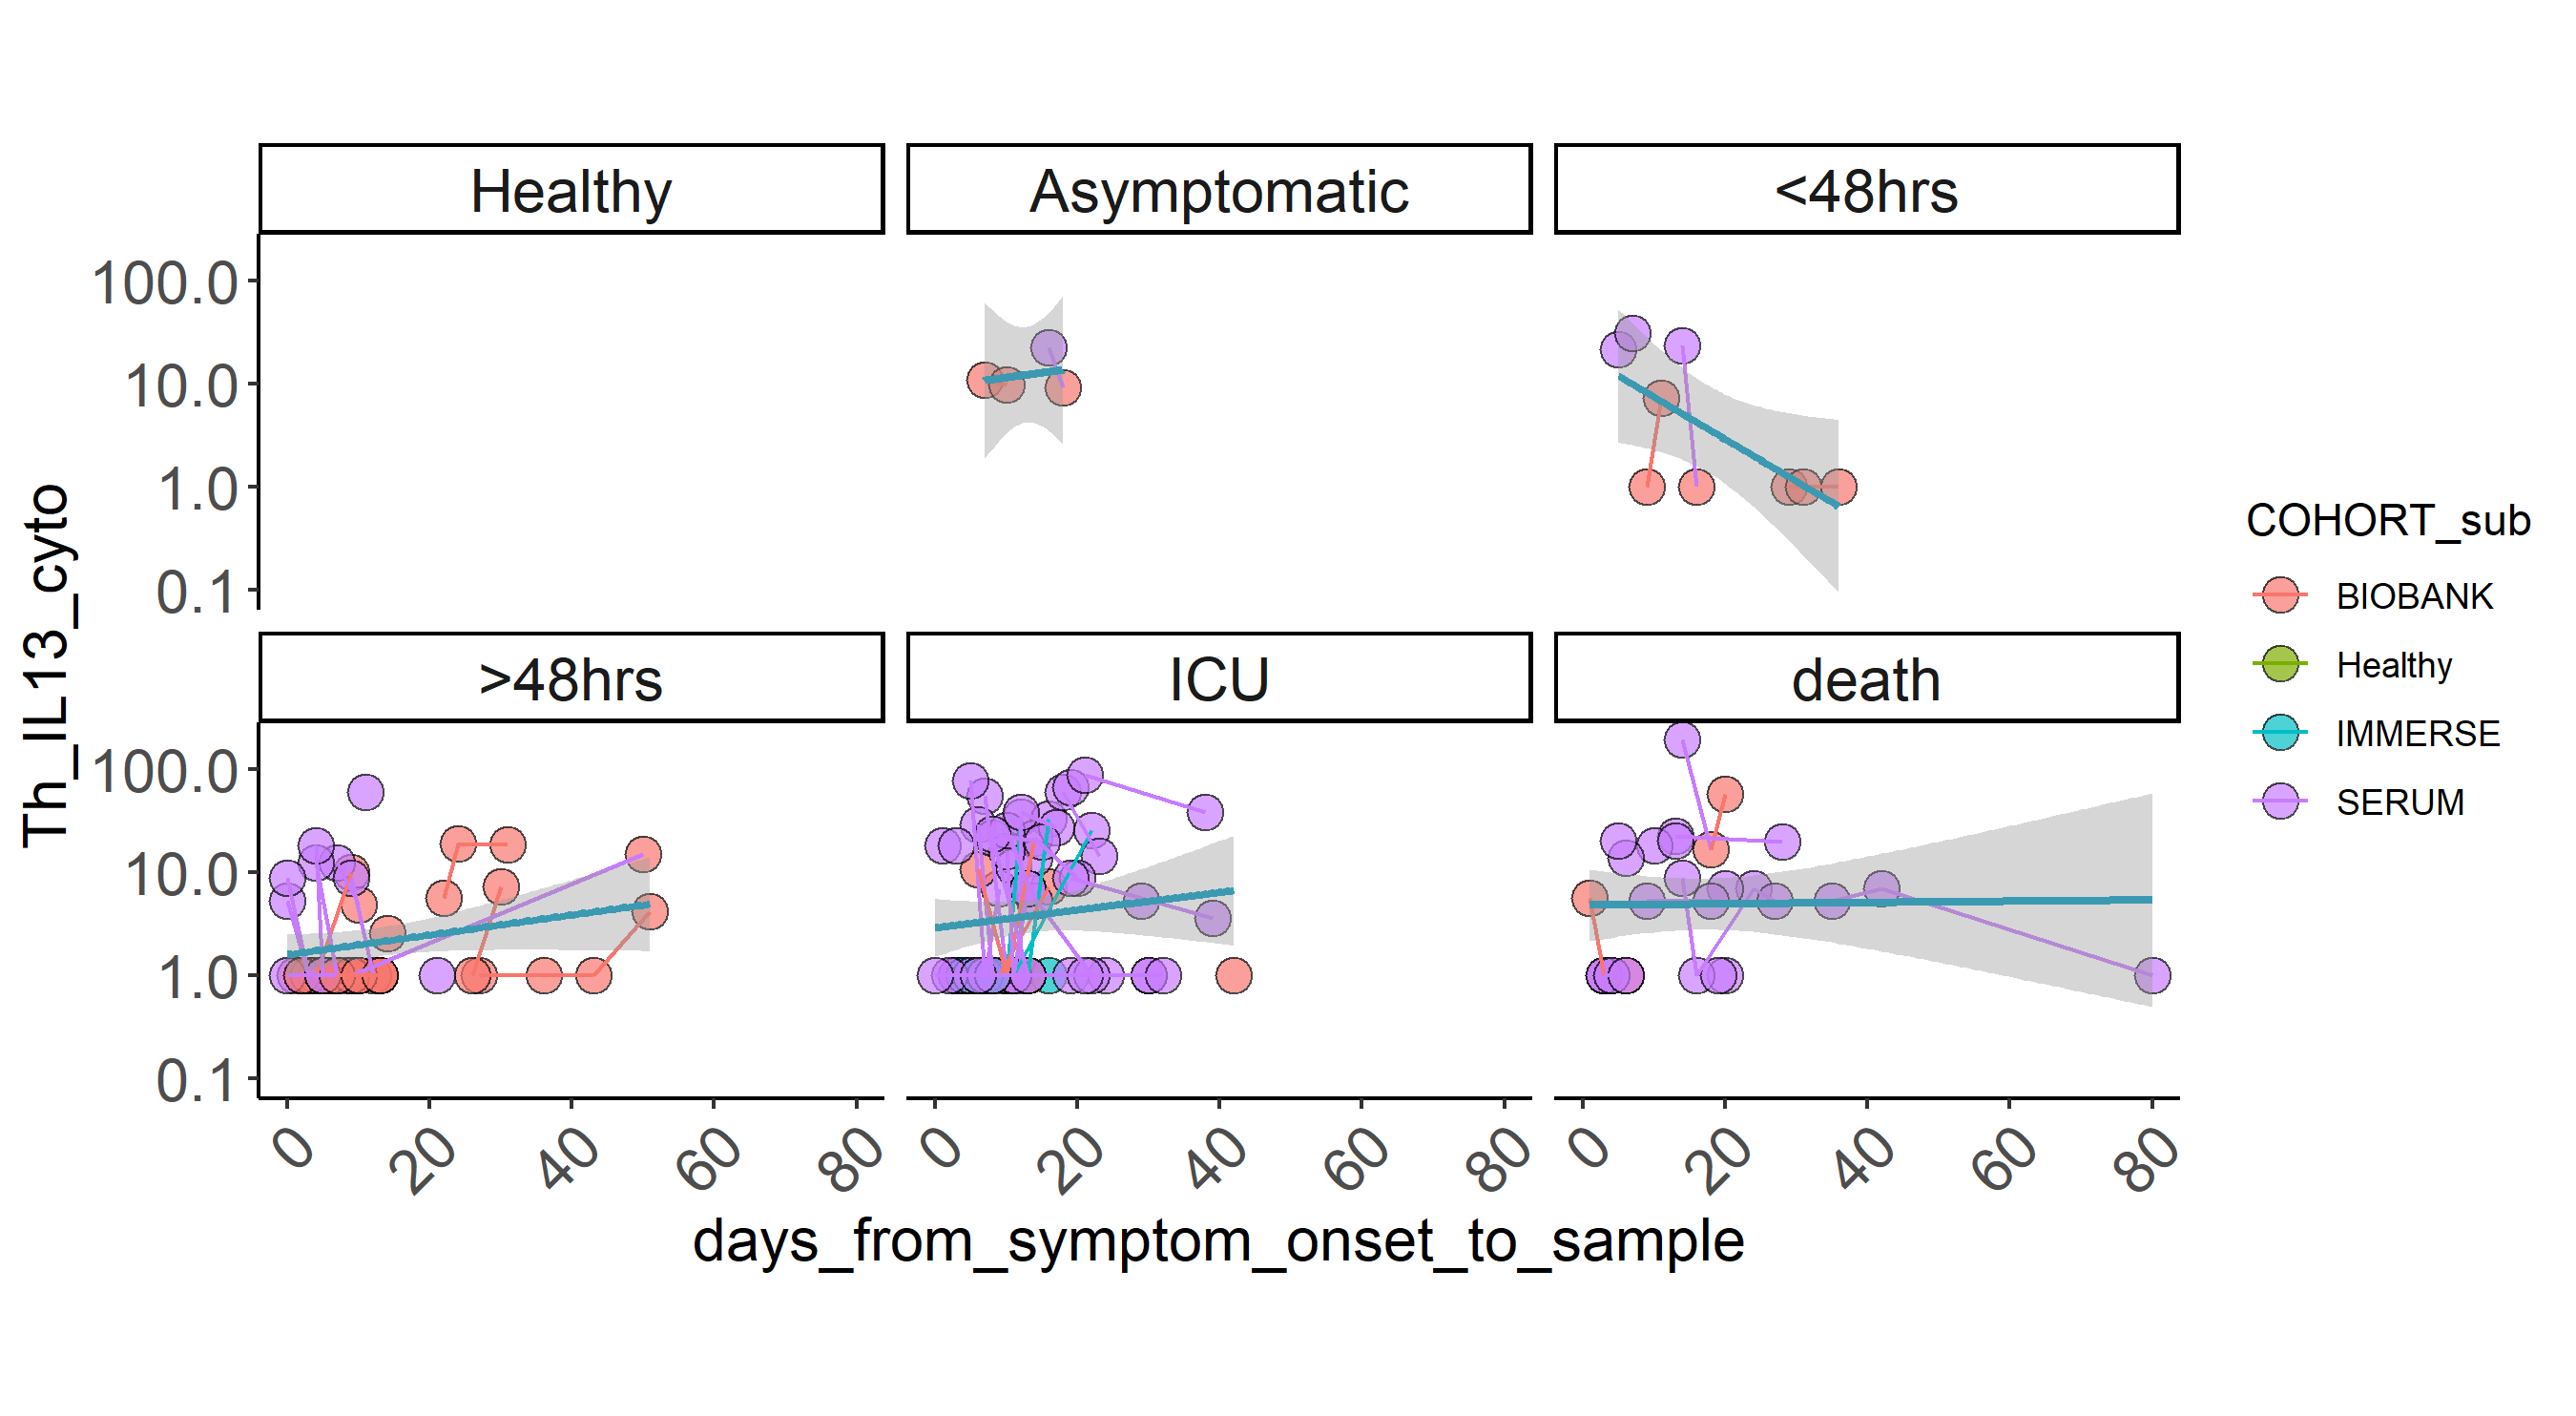 Healthy
Asymptomatic
<48hrs
100.0
10.0
1.0
0.1
>48hrs
ICU
death
100.0
10.0
1.0
0.1
0 20 40 60 80
0 20 40 60 80
0 20 40 60 80
days_from_symptom_onset_to_sample
Th_IL13_cyto
COHORT_sub
BIOBANK
Healthy
IMMERSE
SERUM